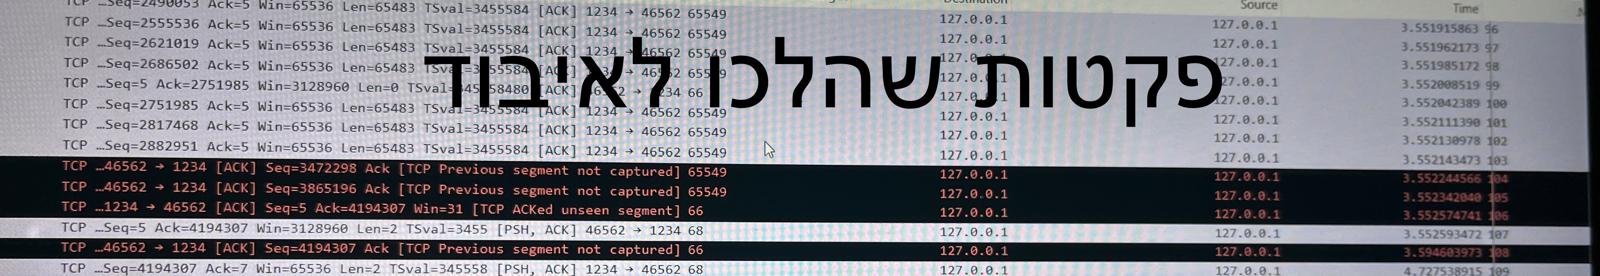 Destination Source Time
TCP …Seq=2490053 Ack=5 Win=65536 Len=65483 TSval=3455584 [ACK] 1234 → 46562 65549 127.0.0.1 127.0.0.1 3.551915863 96
TCP …Seq=2555536 Ack=5 Win=65536 Len=65483 TSval=3455584 [ACK] 1234 → 46562 65549 127.0.0.1 127.0.0.1 3.551962173 97
TCP …Seq=2621019 Ack=5 Win=65536 Len=65483 TSval=3455584 [ACK] 1234 → 46562 65549 127.0.0.1 127.0.0.1 3.551985172 98
פקטות שהלכו לאיבוד
TCP …Seq=2686502 Ack=5 Win=65536 Len=65483 TSval=3455584 [ACK] 1234 → 46562 65549 127.0.0.1 127.0.0.1 3.552008519 99
TCP …Seq=5 Ack=2751985 Win=3128960 Len=0 66 127.0.0.1 127.0.0.1 3.552042389 100
TCP …Seq=2751985 Ack=5 Win=65536 Len=65483 TSval=3455584 [ACK] 1234 → 46562 65549 127.0.0.1 127.0.0.1 3.552111390 101
TCP …Seq=2817468 Ack=5 Win=65536 Len=65483 TSval=3455584 [ACK] 1234 → 46562 65549 127.0.0.1 127.0.0.1 3.552130978 102
TCP …Seq=2882951 Ack=5 Win=65536 Len=65483 TSval=3455584 [ACK] 1234 → 46562 65549 127.0.0.1 127.0.0.1 3.552143473 103
TCP …46562 → 1234 [ACK] Seq=3472298 Ack [TCP Previous segment not captured] 65549 127.0.0.1 127.0.0.1 3.552244566 104
TCP …46562 → 1234 [ACK] Seq=3865196 Ack [TCP Previous segment not captured] 65549 127.0.0.1 127.0.0.1 3.552342040 105
TCP …1234 → 46562 [ACK] Seq=5 Ack=4194307 Win=31 [TCP ACKed unseen segment] 66 127.0.0.1 127.0.0.1 3.552574741 106
TCP …Seq=5 Ack=4194307 Win=3128960 Len=2 TSval=3455 [PSH, ACK] 46562 → 1234 68 127.0.0.1 127.0.0.1 3.552593472 107
TCP …46562 → 1234 [ACK] Seq=4194307 Ack [TCP Previous segment not captured] 66 127.0.0.1 127.0.0.1 3.594603973 108
TCP …Seq=4194307 Ack=7 Win=65536 Len=2 TSval=345558 [PSH, ACK] 1234 → 46562 68 127.0.0.1 127.0.0.1 4.727538915 109